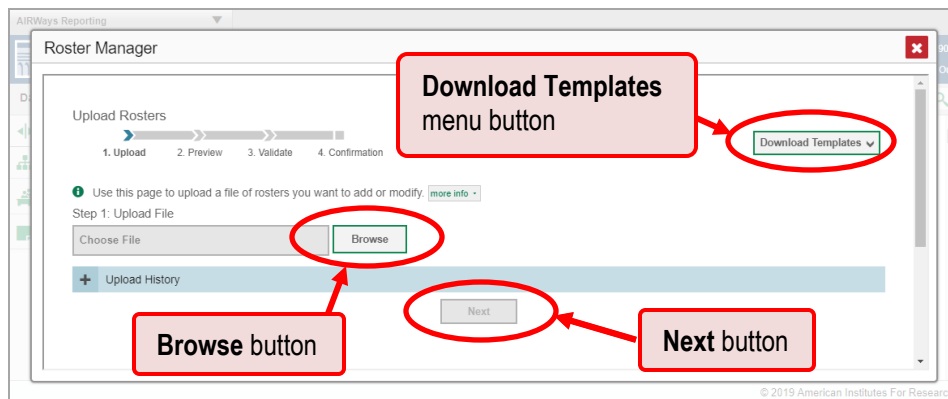 AIRWays Reporting
Roster Manager
Download Templates
menu button
Upload Rosters
1. Upload 2. Preview 3. Validate 4. Confirmation
Download Templates
Use this page to upload a file of rosters you want to add or modify. more info
Step 1: Upload File
Choose File Browse
Upload History
Next
Browse button
Next button
© 2019 American Institutes For Researc